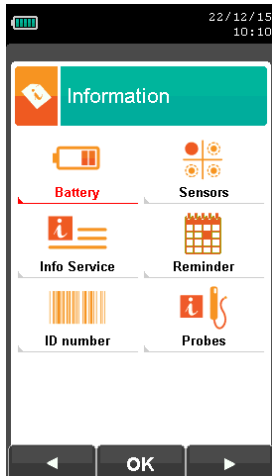 22/12/15
10:10
Information
Battery
Sensors
Info Service
Reminder
ID number
Probes
OK